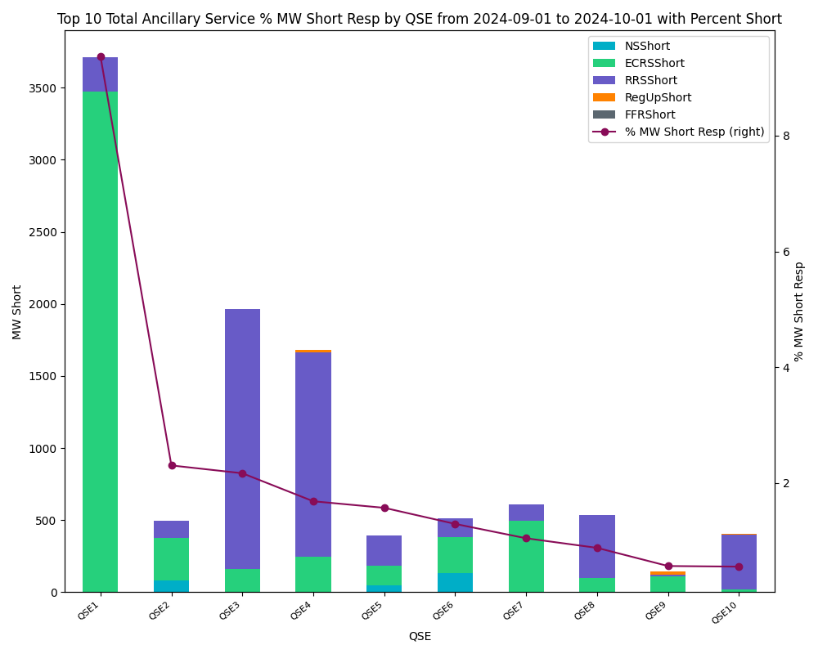 Top 10 Total Ancillary Service % MW Short Resp by QSE from 2024-09-01 to 2024-10-01 with Percent Short
NSShort
ECRSShort
RRSShort
RegUpShort
FFRShort
% MW Short Resp (right)
MW Short
3500
3000
2500
2000
1500
1000
500
0
8
6
4
2
% MW Short Resp
QSE1
QSE2
QSE3
QSE4
QSE5
QSE6
QSE7
QSE8
QSE9
QSE10
QSE